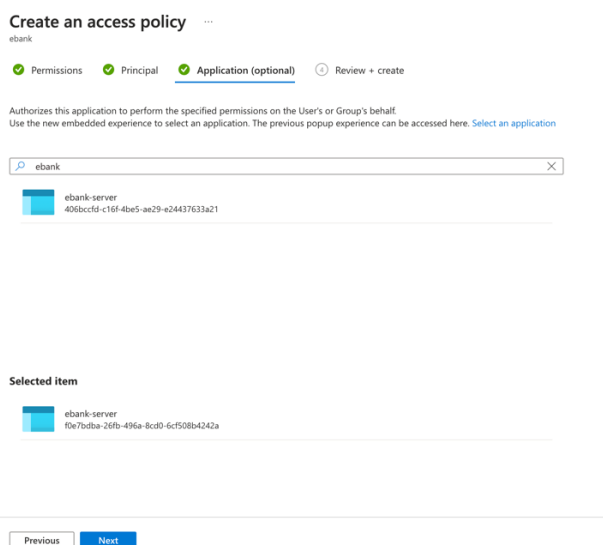 Create an access policy ...
ebank
Permissions Principal Application (optional) 4 Review + create
Authorizes this application to perform the specified permissions on the User's or Group's behalf.
Use the new embedded experience to select an application. The previous popup experience can be accessed here. Select an application
ebank
ebank-server
406bccfd-c16f-4be5-ae29-e24437633a21
Selected item
ebank-server
f0e7bdba-26fb-496a-8cd0-6cf508b4242a
Previous Next